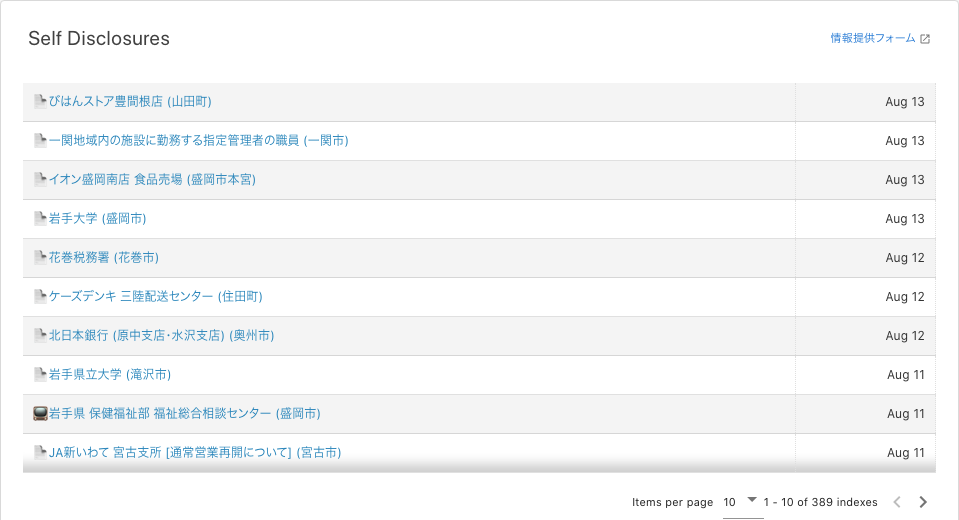 Self Disclosures
情報提供フォーム
びはんストア豊間根店 (山田町) Aug 13
一関地域内の施設に勤務する指定管理者の職員 (一関市) Aug 13
イオン盛岡南店 食品売場 (盛岡市本宮) Aug 13
岩手大学 (盛岡市) Aug 13
花巻税務署 (花巻市) Aug 12
ケーズデンキ 三陸配送センター (住田町) Aug 12
北日本銀行 (原中支店・水沢支店) (奥州市) Aug 12
岩手県立大学 (滝沢市) Aug 11
岩手県 保健福祉部 福祉総合相談センター (盛岡市) Aug 11
JA新いわて 宮古支所 [通常営業再開について] (宮古市) Aug 11
Items per page 10 1 - 10 of 389 indexes